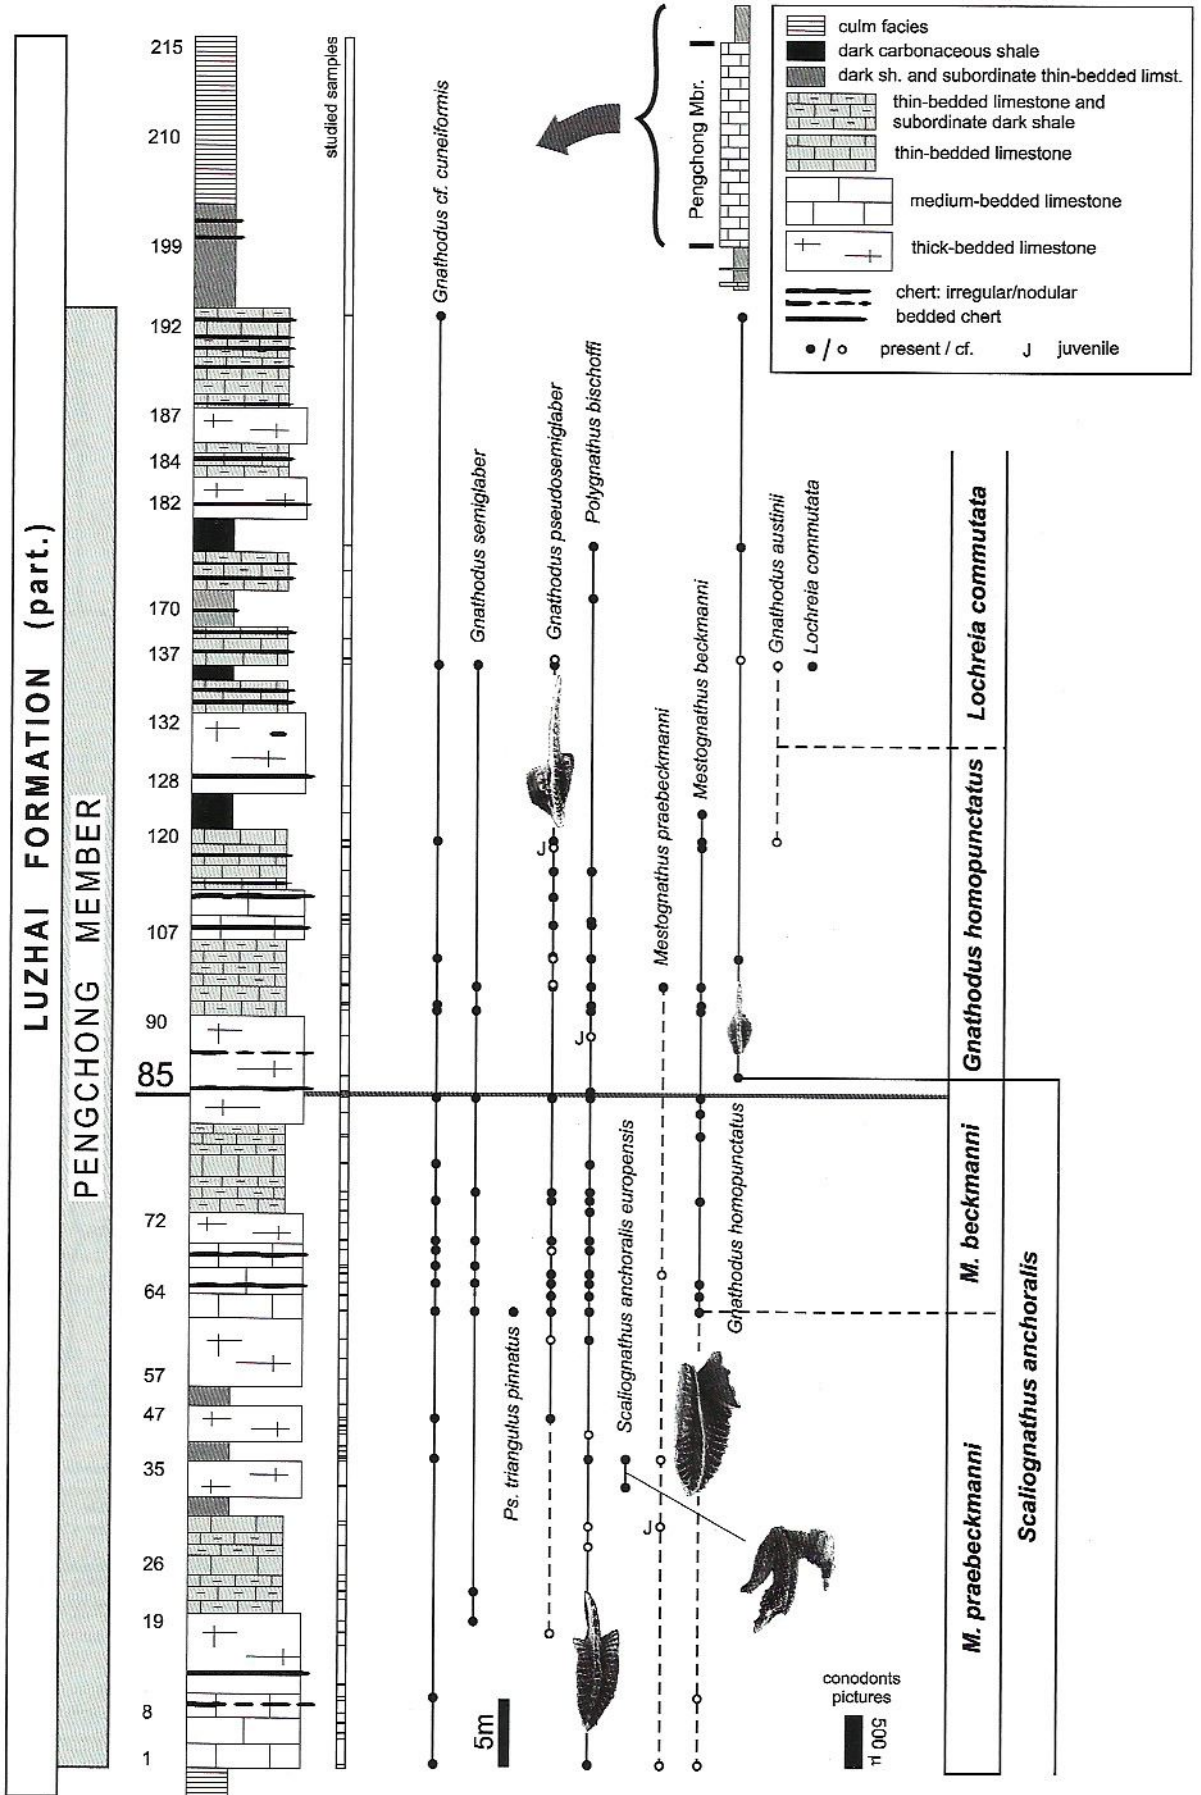 LUZHAI FORMATION (part.)
PENGCHONG MEMBER
215
210
199
192
187
184
182
170
137
132
128
120
107
90
85
72
64
57
47
35
26
19
8
1
studied samples
Gnathodus cf. cuneiformis
Gnathodus semiglaber
Ps. triangulus pinnatus
Gnathodus pseudosemiglaber
J
Polygnathus bischoffi
J
Scaliognathus anchoralis europensis
Mestognathus praebeckmanni
J
Mestognathus beckmanni
Gnathodus homopunctatus
Gnathodus austinii
Lochreia commutata
Pengchong Mbr.
culm facies
dark carbonaceous shale
dark sh. and subordinate thin-bedded limst.
thin-bedded limestone and
subordinate dark shale
thin-bedded limestone
medium-bedded limestone
thick-bedded limestone
chert: irregular/nodular
bedded chert
● / ○ present / cf. J juvenile
Lochreia commutata
Gnathodus homopunctatus
M. beckmanni
M. praebeckmanni
Scaliognathus anchoralis
5m
conodonts
pictures
500 µ